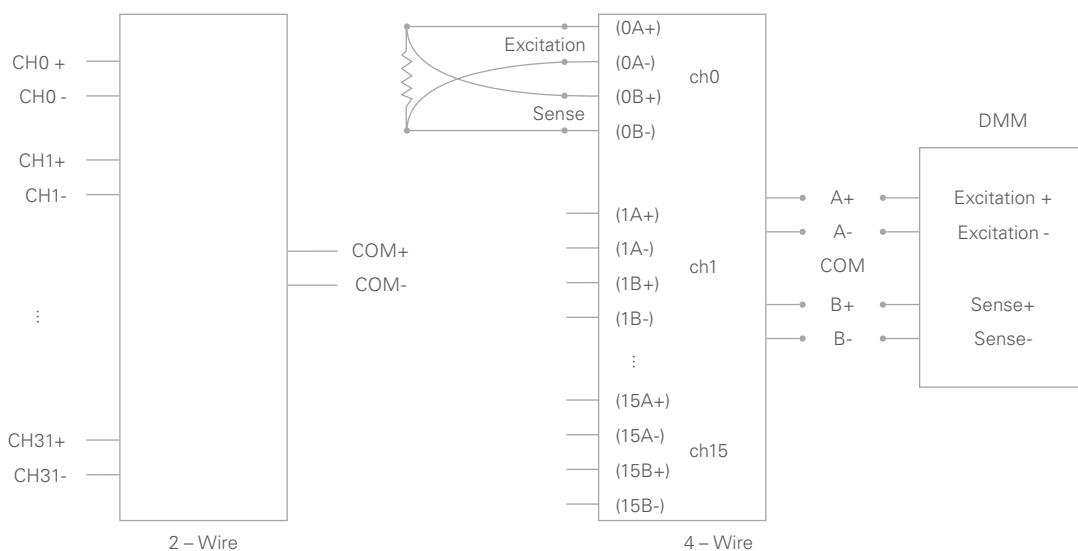 CH0 +
CH0 -
CH1+
CH1-
⋮
CH31+
CH31-
COM+
COM-
2 – Wire
Excitation
Sense
(0A+)
(0A-)
(0B+)
(0B-)
ch0
(1A+)
(1A-)
(1B+)
(1B-)
ch1
⋮
(15A+)
(15A-)
(15B+)
(15B-)
ch15
4 – Wire
A+
A-
COM
B+
B-
DMM
Excitation +
Excitation -
Sense+
Sense-